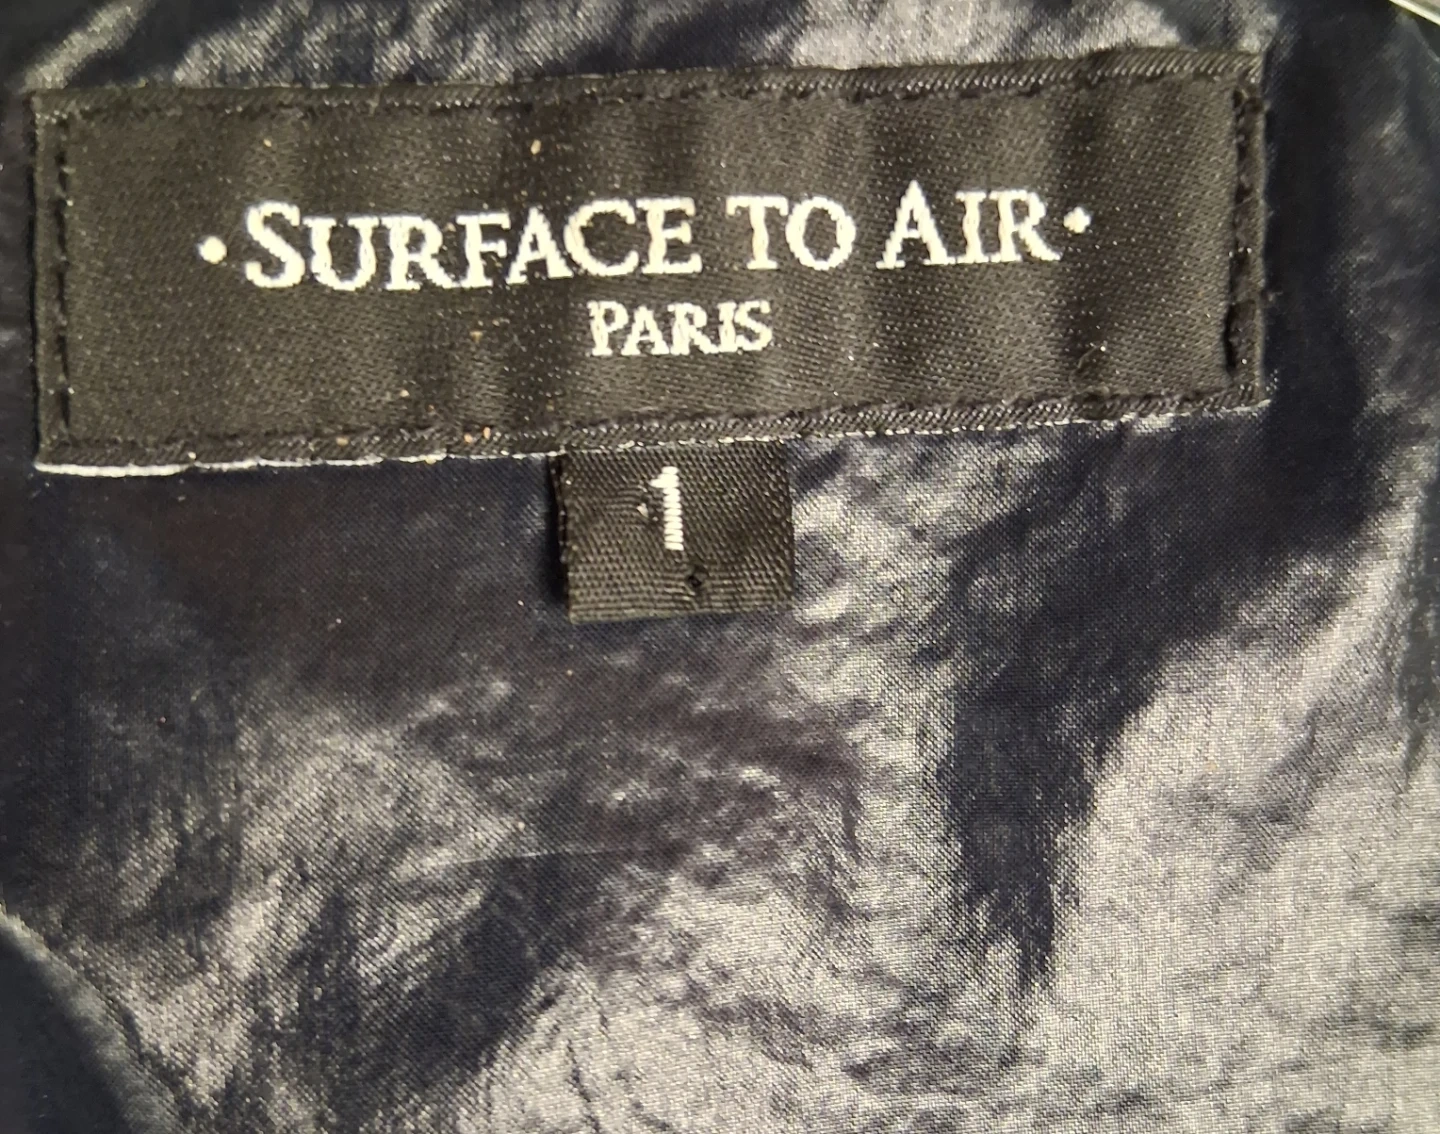 •SURFACE TO AIR•
PARIS
1